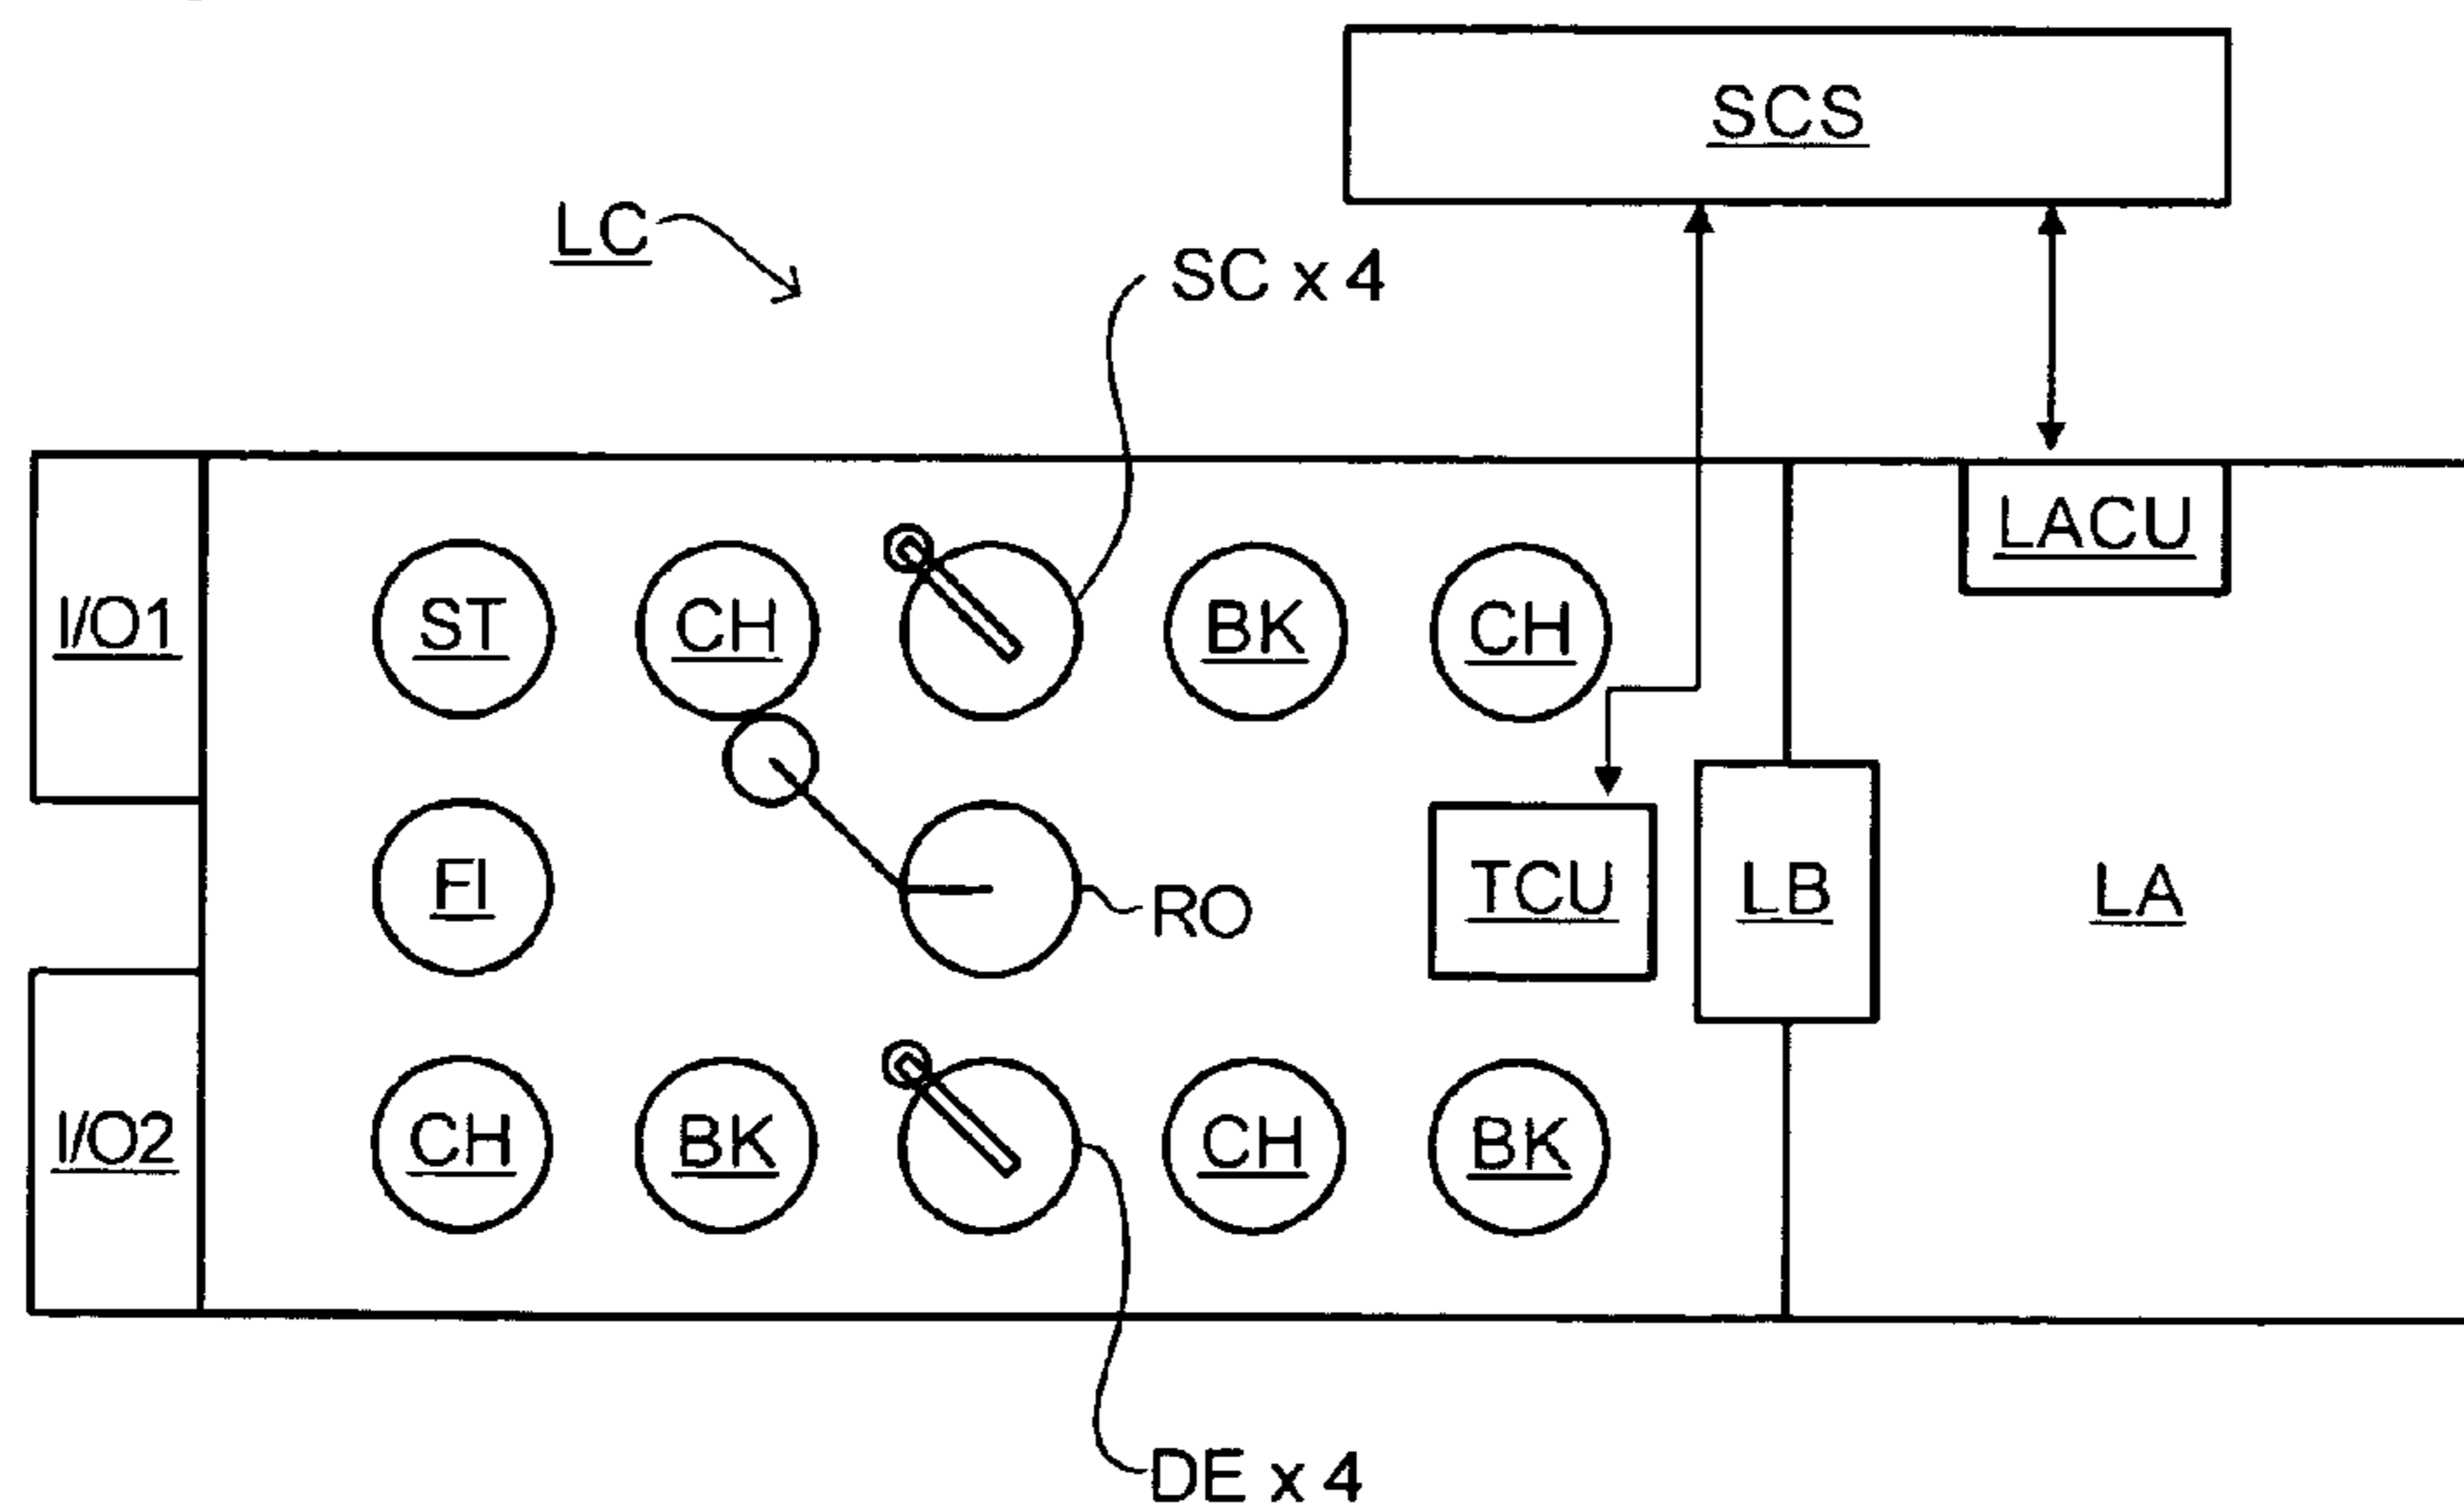 SCS
LC
SC x 4
LACU
I/O1
ST
CH
BK
CH
FI
RO
TCU
LB
LA
I/O2
CH
BK
CH
BK
DE x 4